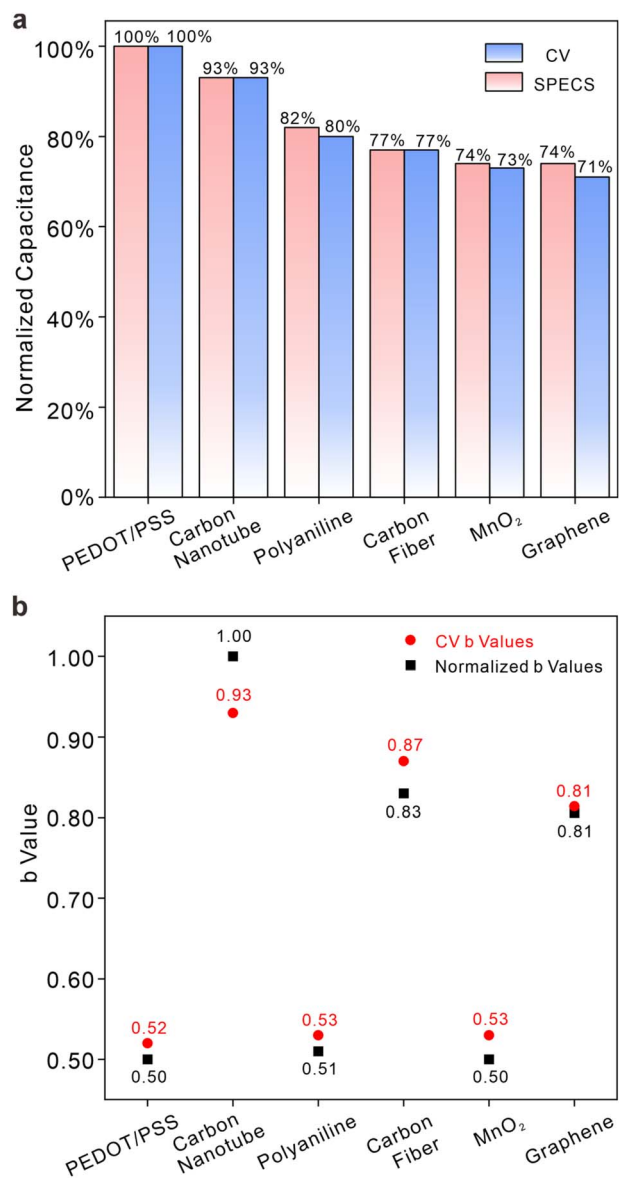 a
100% 100%
100%
CV
SPECS
93% 93%
82% 80%
80%
77% 77%
74% 73%
74% 71%
60%
40%
20%
0%
Normalized Capacitance
PEDOT/PSS
Carbon
Nanotube
Polyaniline
Carbon
Fiber
MnO₂
Graphene
b
1.00
CV b Values
Normalized b Values
1.00
0.93
0.90
0.87
0.83
0.81
0.81
0.80
0.70
0.60
0.52
0.50
0.53
0.51
0.53
0.50
0.50
b Value
PEDOT/PSS
Carbon
Nanotube
Polyaniline
Carbon
Fiber
MnO₂
Graphene